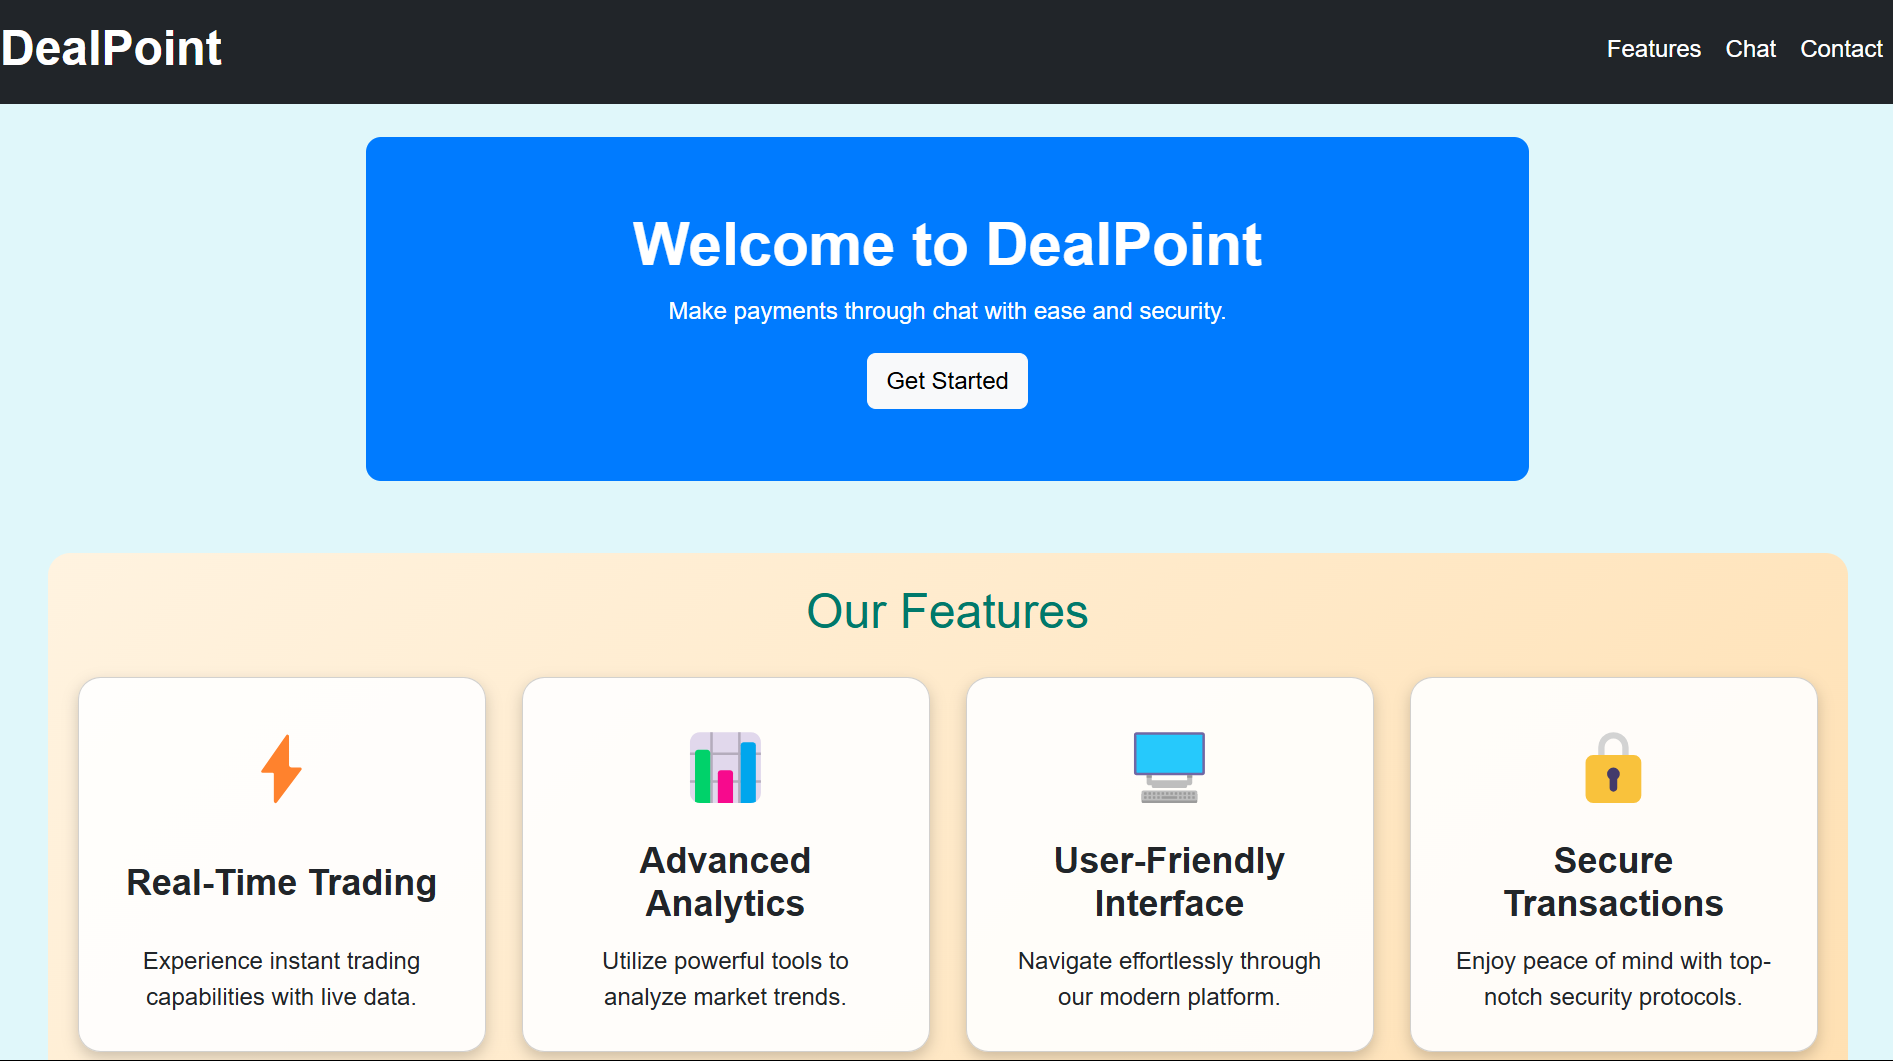 DealPoint
Features Chat Contact
Welcome to DealPoint
Make payments through chat with ease and security.
Get Started
Our Features
Real-Time Trading
Experience instant trading
capabilities with live data.
Advanced
Analytics
Utilize powerful tools to
analyze market trends.
User-Friendly
Interface
Navigate effortlessly through
our modern platform.
Secure
Transactions
Enjoy peace of mind with top-
notch security protocols.